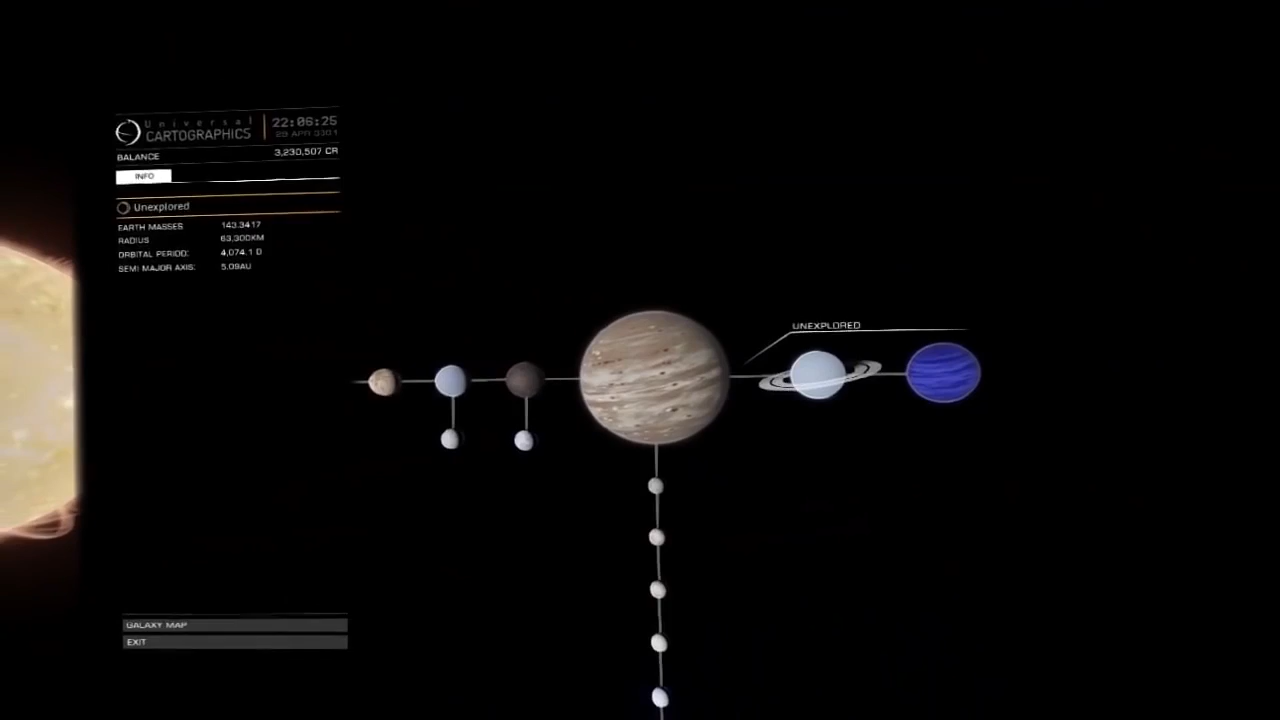 Universal
CARTOGRAPHICS
22:06:25
29 APR 3301
BALANCE 3,230,507 CR
INFO
Unexplored
EARTH MASSES 143.3417
RADIUS 63,300KM
ORBITAL PERIOD: 4,074.1 D
SEMI MAJOR AXIS: 5.09AU
UNEXPLORED
GALAXY MAP
EXIT